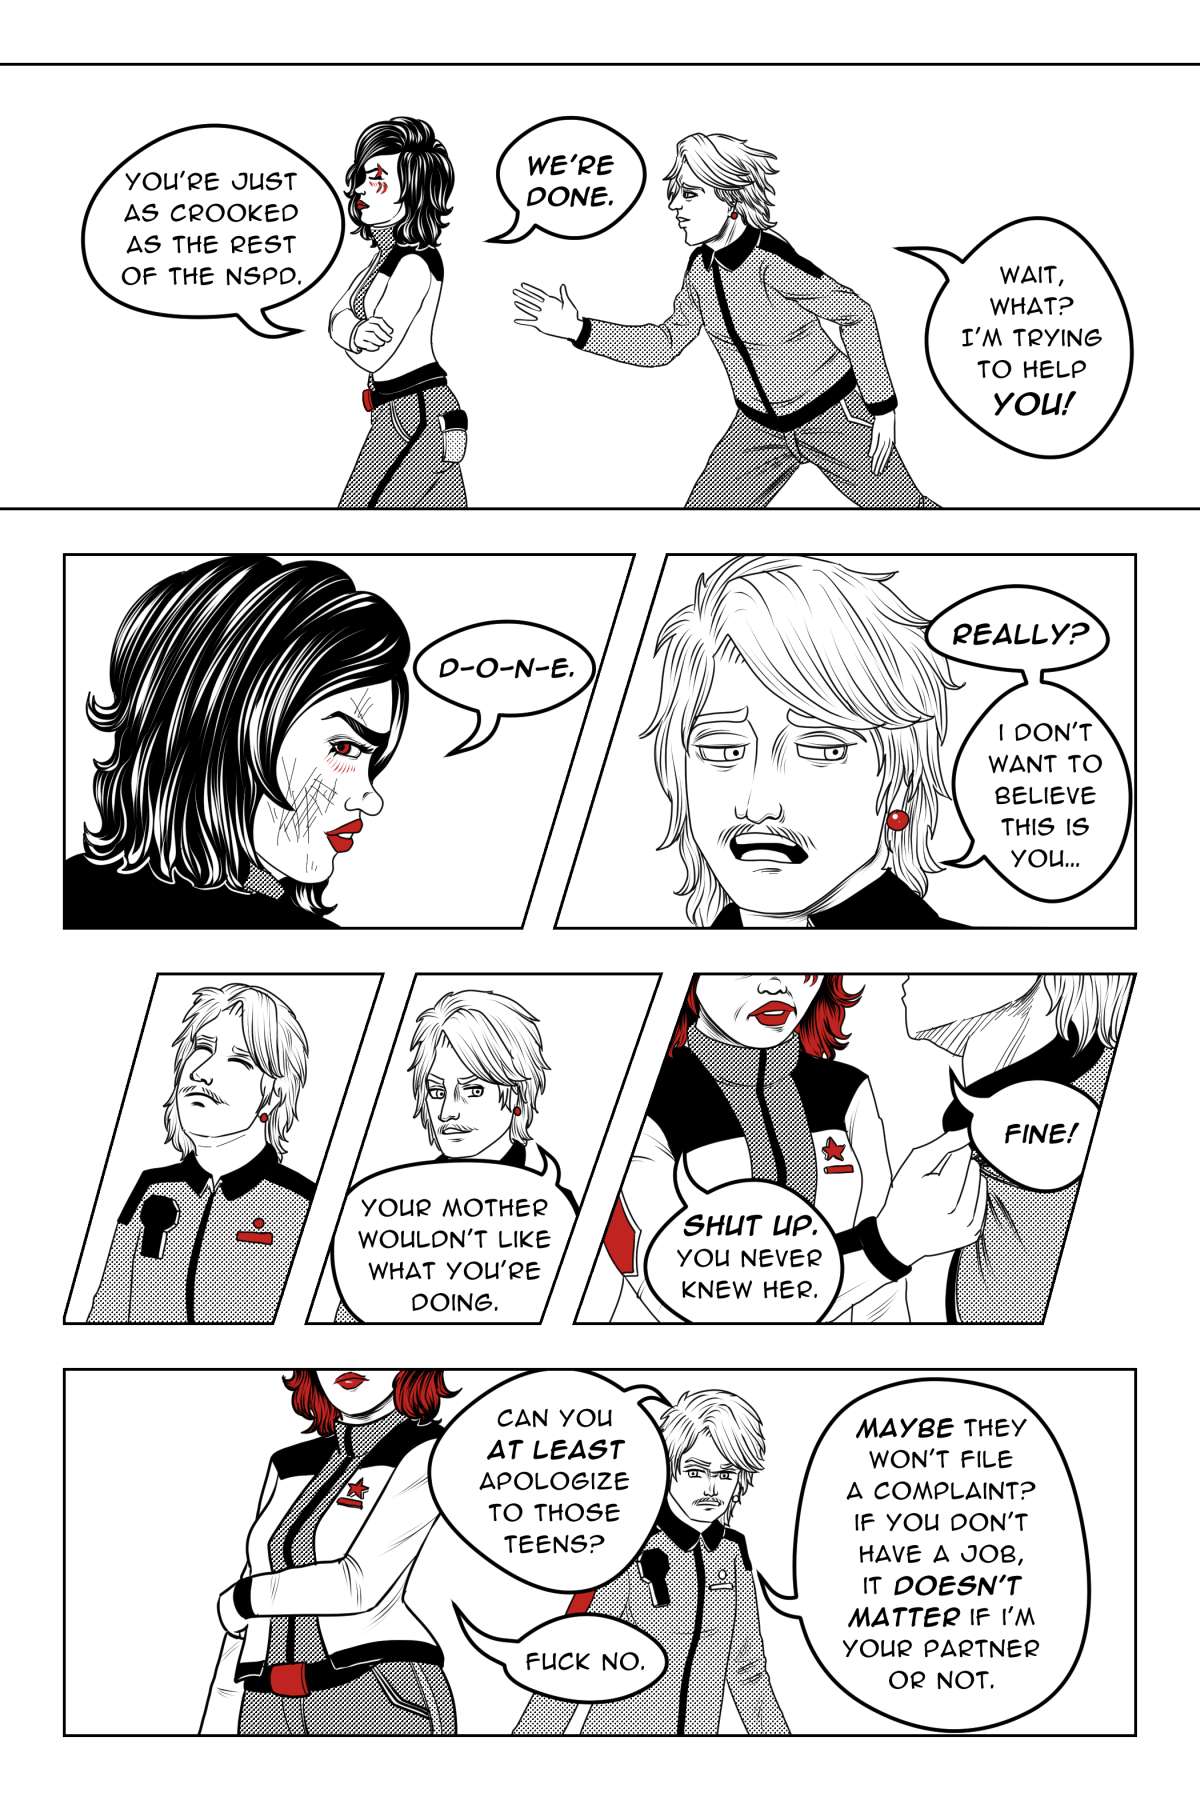 YOU'RE JUST
AS CROOKED
AS THE REST
OF THE NSPD.
WE'RE
DONE.
WAIT,
WHAT?
I'M TRYING
TO HELP
YOU!
D-O-N-E.
REALLY?
I DON'T
WANT TO
BELIEVE
THIS IS
YOU...
YOUR MOTHER
WOULDN'T LIKE
WHAT YOU'RE
DOING.
SHUT UP.
YOU NEVER
KNEW HER.
FINE!
CAN YOU
AT LEAST
APOLOGIZE
TO THOSE
TEENS?
FUCK NO.
MAYBE THEY
WON'T FILE
A COMPLAINT?
IF YOU DON'T
HAVE A JOB,
IT DOESN'T
MATTER IF I'M
YOUR PARTNER
OR NOT.